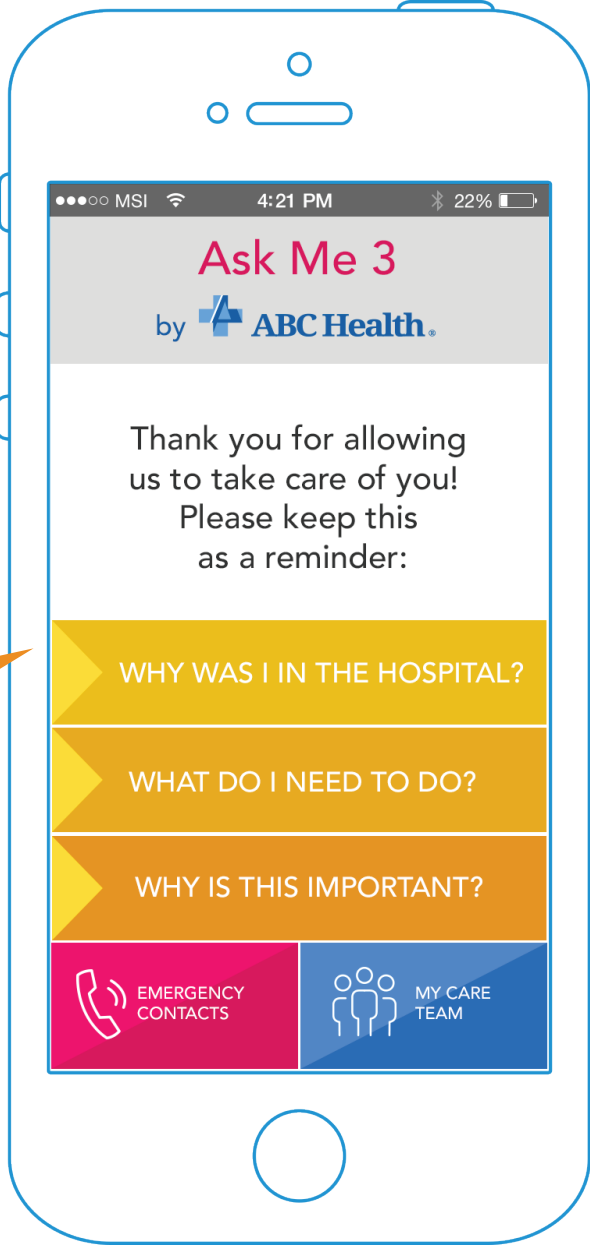 MSI 4:21 PM 22%
Ask Me 3
by ABC Health®
Thank you for allowing
us to take care of you!
Please keep this
as a reminder:
WHY WAS I IN THE HOSPITAL?
WHAT DO I NEED TO DO?
WHY IS THIS IMPORTANT?
EMERGENCY
CONTACTS
MY CARE
TEAM